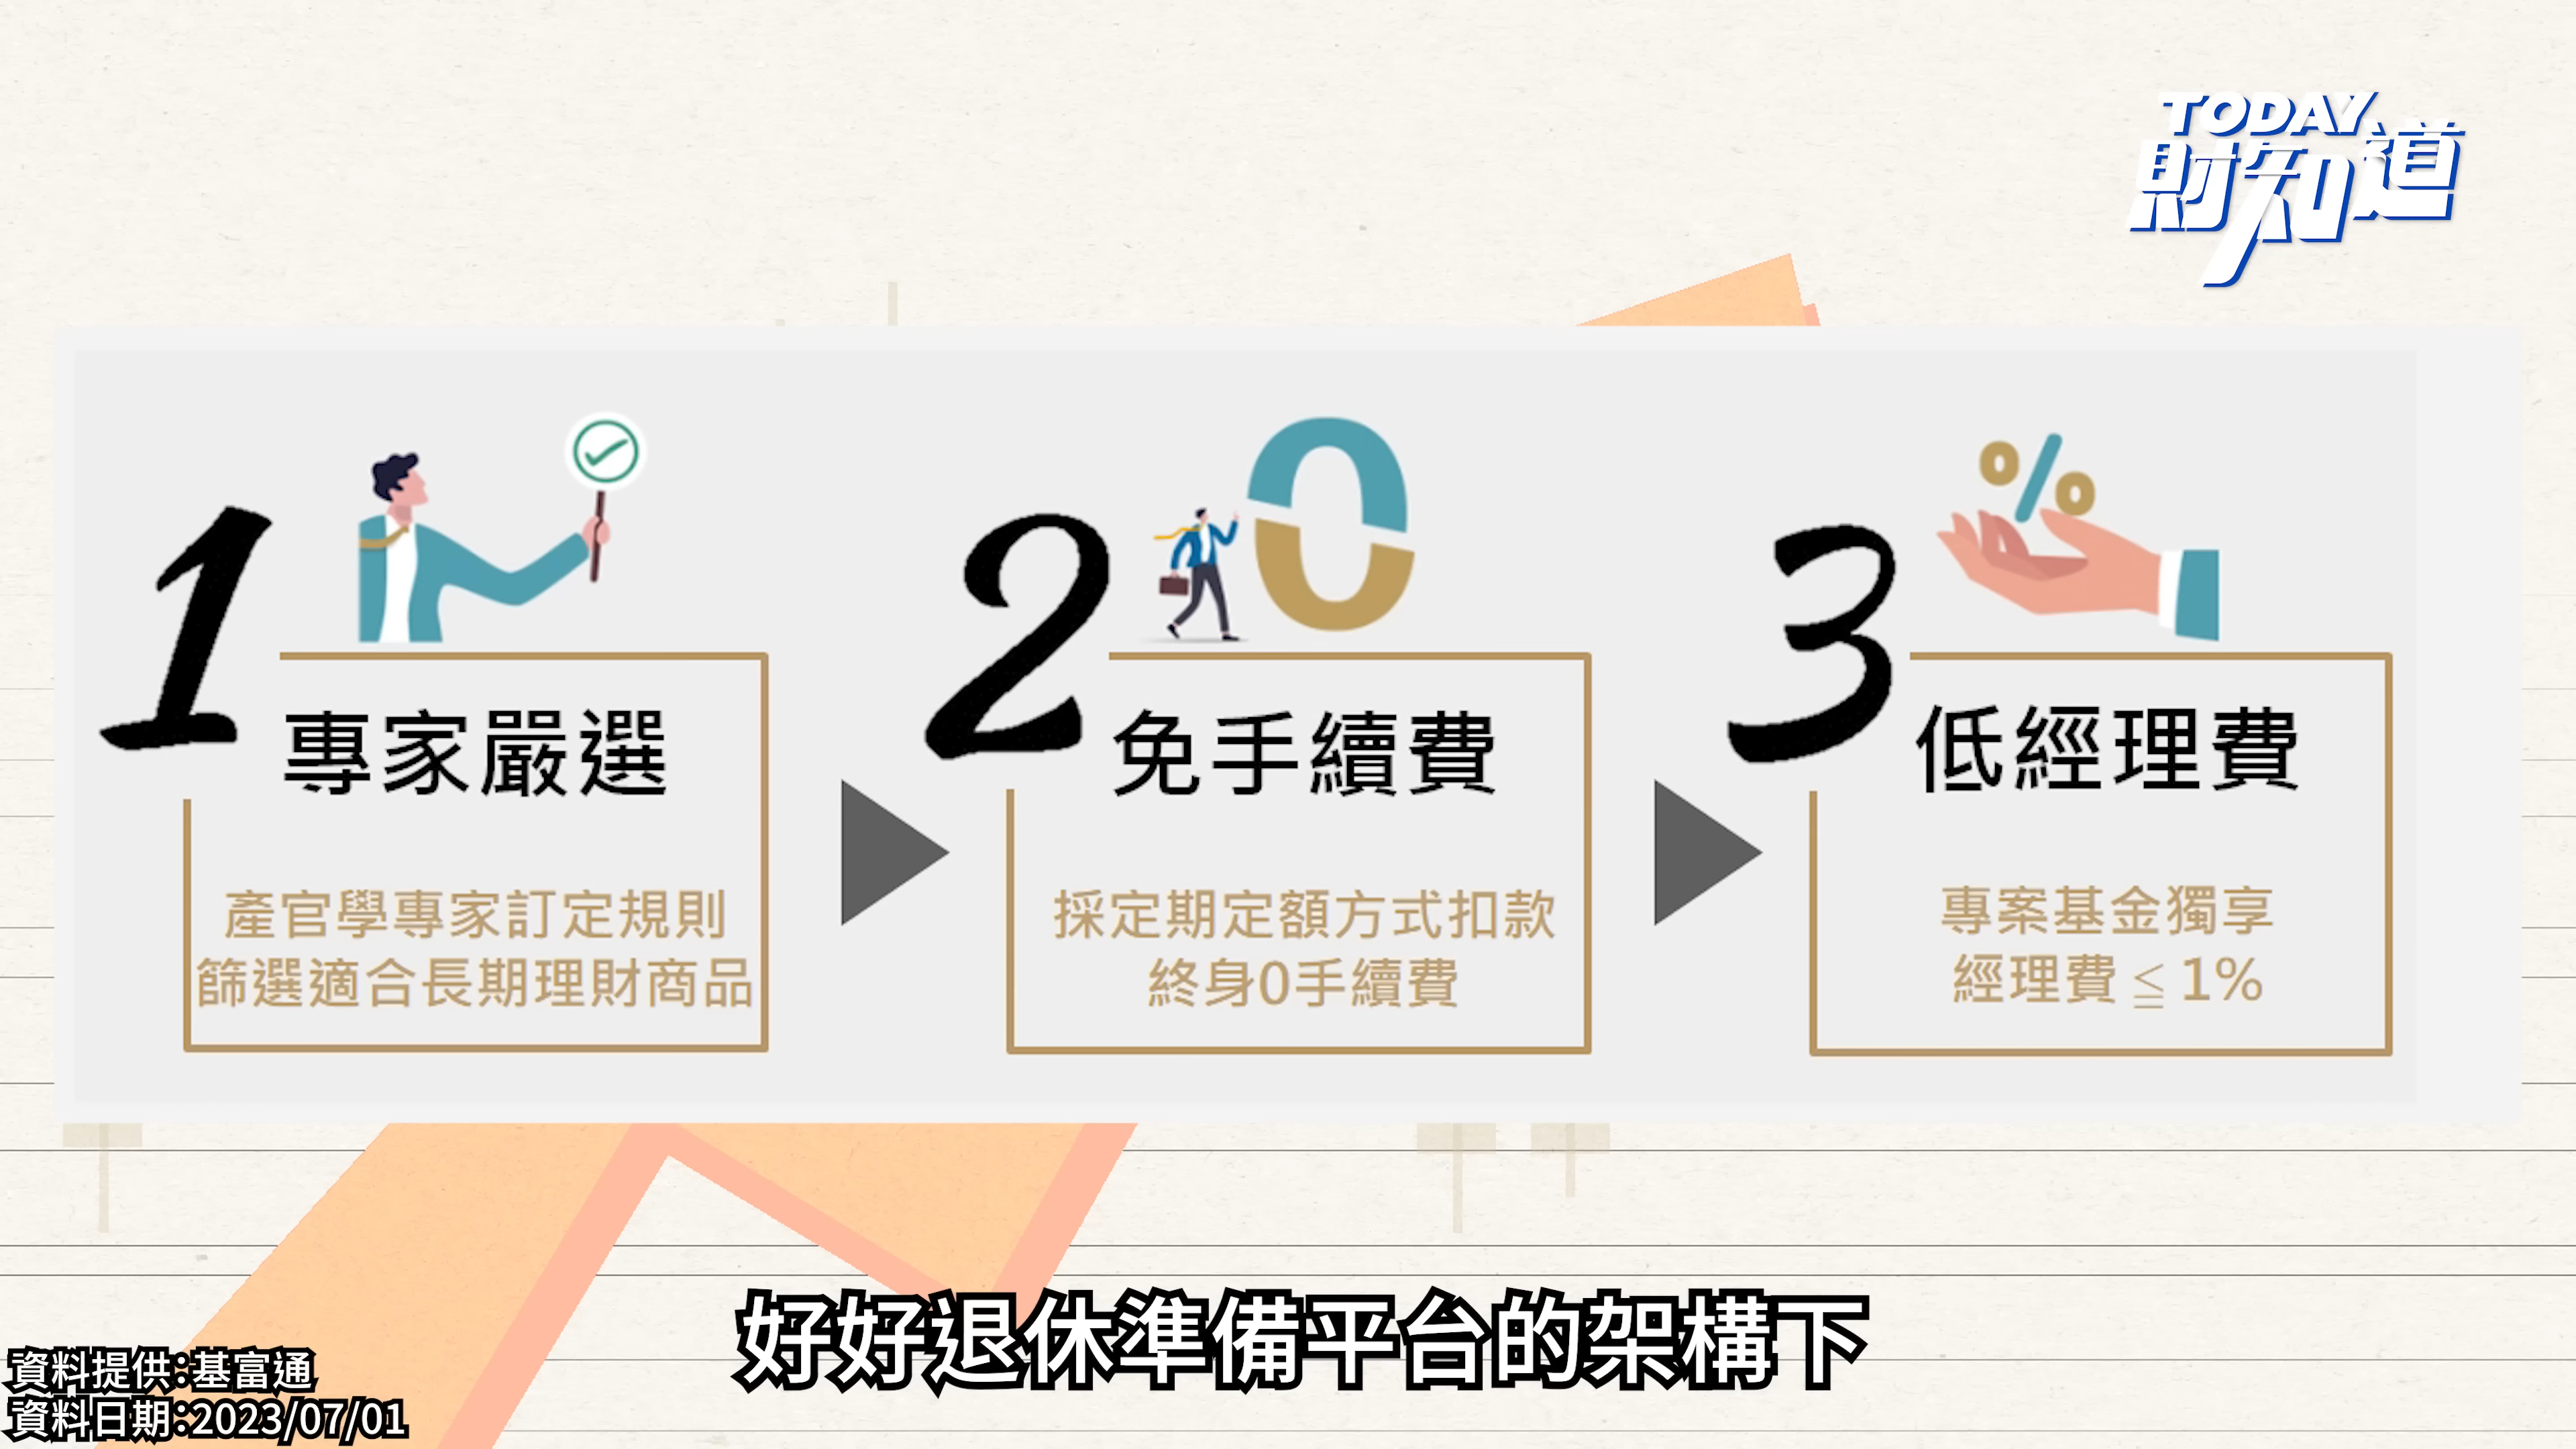 TODAY
財知道
1
專家嚴選
產官學專家訂定規則
篩選適合長期理財商品
2
0
免手續費
採定期定額方式扣款
終身0手續費
3
%
低經理費
專案基金獨享
經理費≦1%
好好退休準備平台的架構下
資料提供:基富通
資料日期:2023/07/01